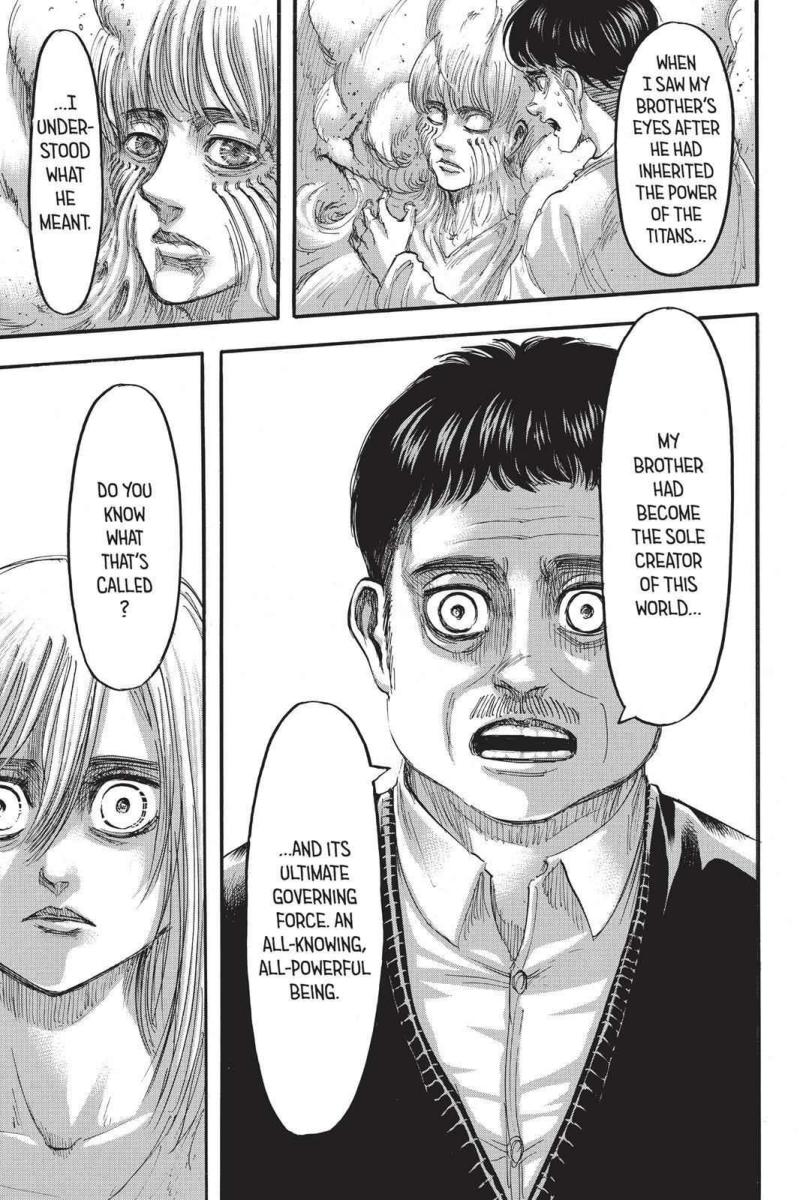 WHEN
I SAW MY
BROTHER'S
EYES AFTER
HE HAD
INHERITED
THE POWER
OF THE
TITANS...
...I
UNDER-
STOOD
WHAT
HE
MEANT.
MY
BROTHER
HAD
BECOME
THE SOLE
CREATOR
OF THIS
WORLD...
...AND ITS
ULTIMATE
GOVERNING
FORCE. AN
ALL-KNOWING,
ALL-POWERFUL
BEING.
DO YOU
KNOW
WHAT
THAT'S
CALLED
?